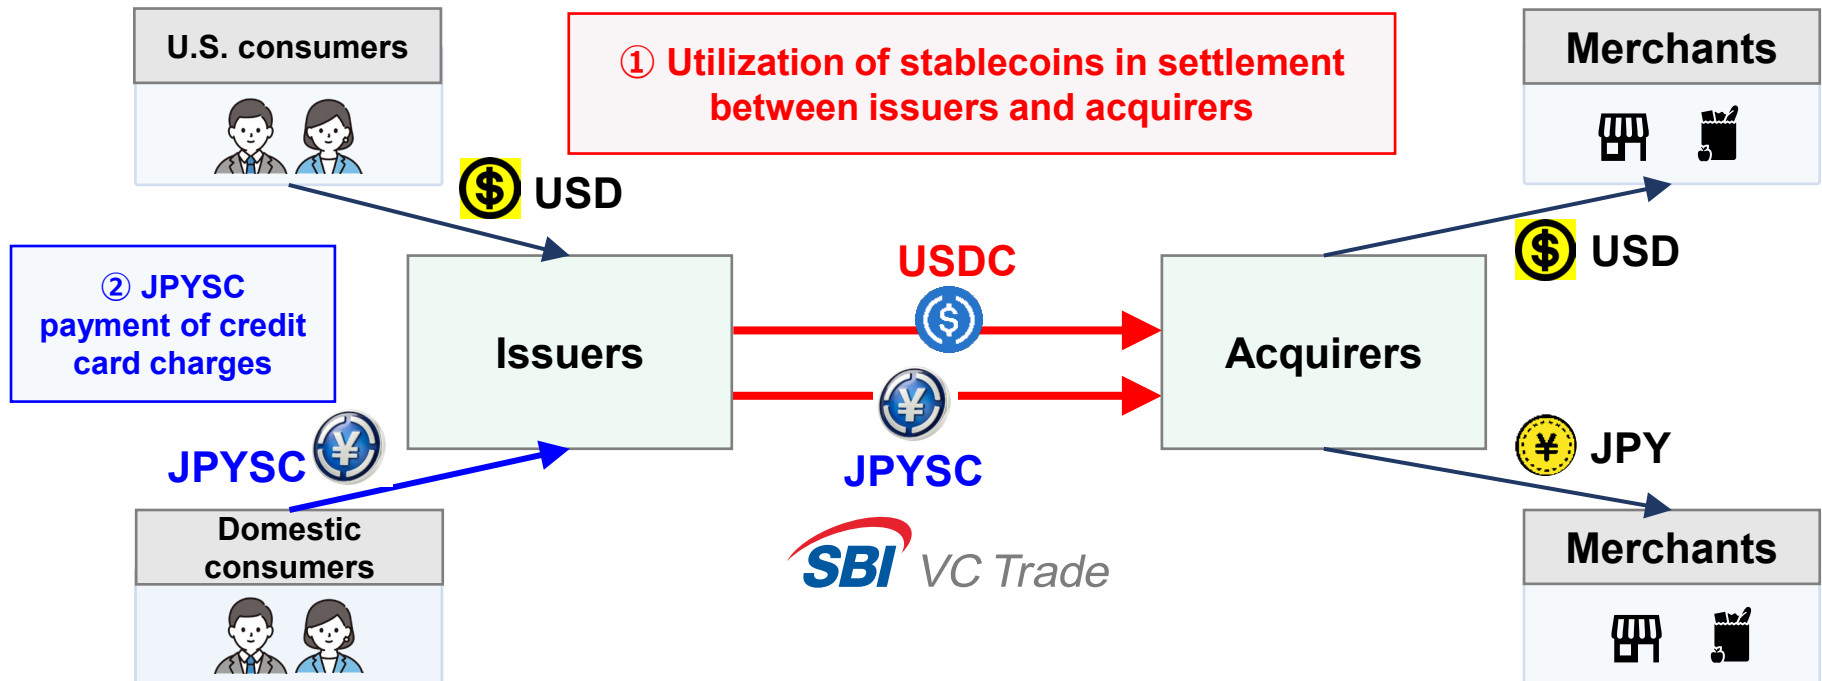 U.S. consumers
① Utilization of stablecoins in settlement
between issuers and acquirers
Merchants
USD
USD
② JPYSC
payment of credit
card charges
Issuers
USDC
Acquirers
JPYSC
JPYSC
JPY
Domestic
consumers
SBI VC Trade
Merchants